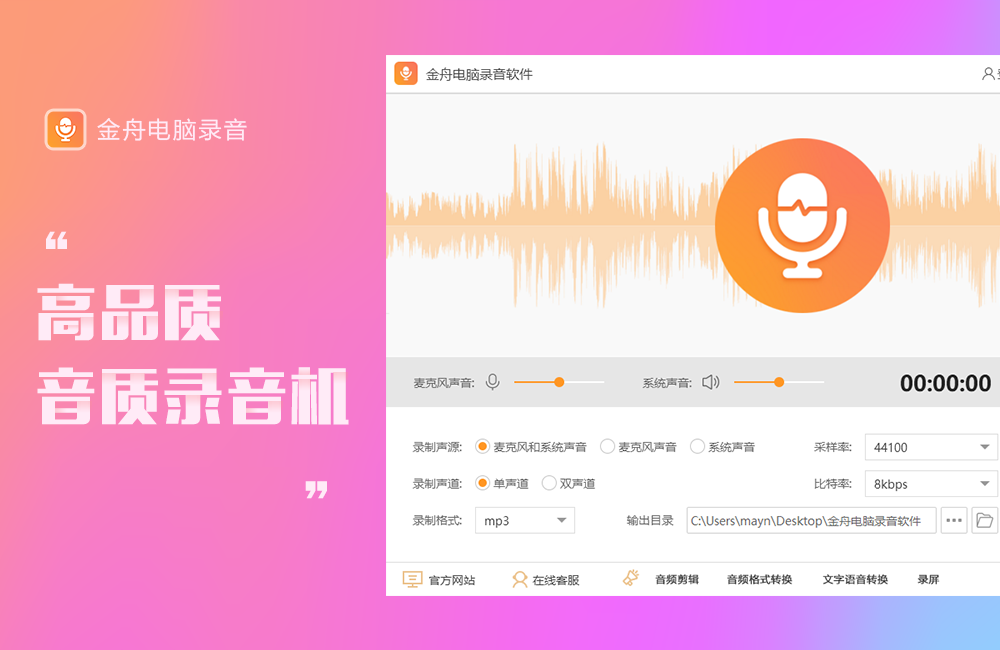 金舟电脑录音
“
高品质
音质录音机
”
金舟电脑录音软件
麦克风声音:
系统声音:
00:00:00
录制声源: 麦克风和系统声音 麦克风声音 系统声音
采样率: 44100
录制声道: 单声道 双声道
比特率: 8kbps
录制格式: mp3
输出目录 C:\Users\mayn\Desktop\金舟电脑录音软件
官方网站 在线客服 音频剪辑 音频格式转换 文字语音转换 录屏